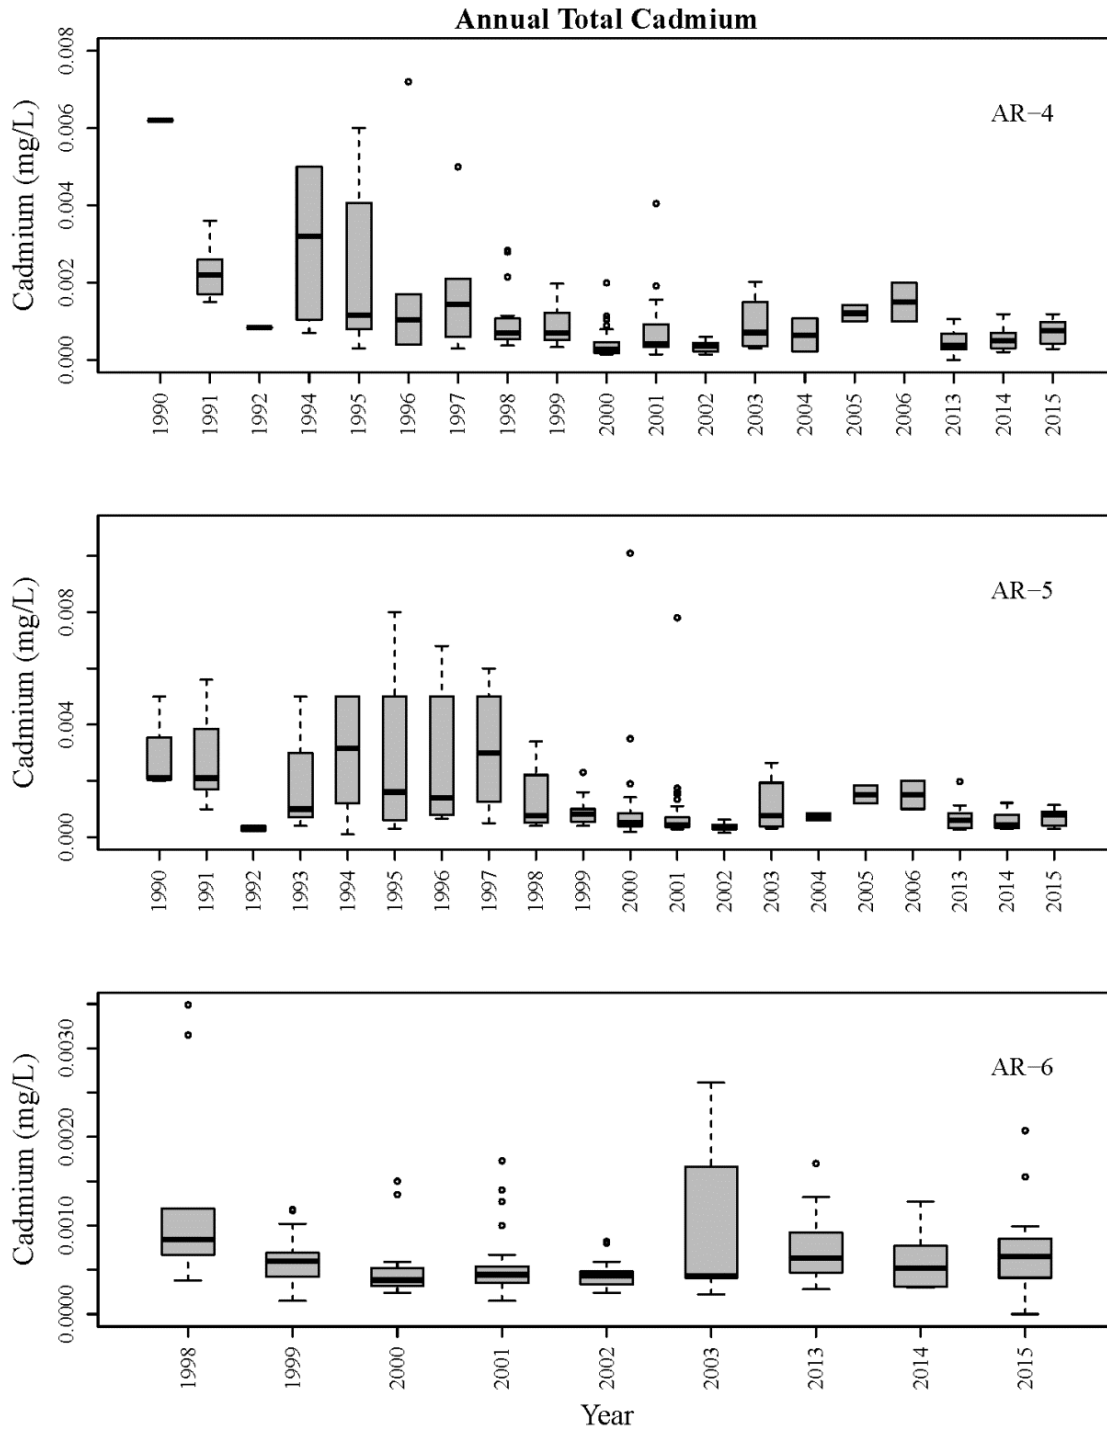 Annual Total Cadmium
Cadmium (mg/L)
0.008
0.006
0.004
0.002
0.000
AR−4
1990 1991 1992 1994 1995 1996 1997 1998 1999 2000 2001 2002 2003 2004 2005 2006 2013 2014 2015
Cadmium (mg/L)
0.008
0.004
0.000
AR−5
1990 1991 1992 1993 1994 1995 1996 1997 1998 1999 2000 2001 2002 2003 2004 2005 2006 2013 2014 2015
Cadmium (mg/L)
0.0030
0.0020
0.0010
0.0000
AR−6
1998 1999 2000 2001 2002 2003 2013 2014 2015
Year